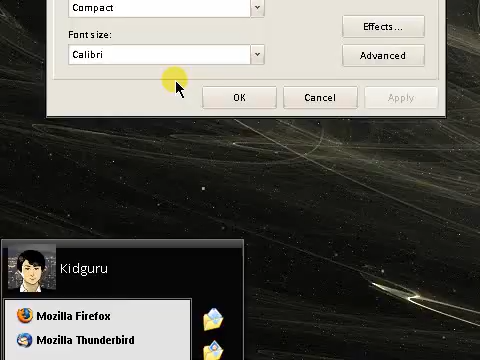 Compact
Effects...
Font size:
Calibri
Advanced
OK
Cancel
Apply
Kidguru
Mozilla Firefox
Mozilla Thunderbird